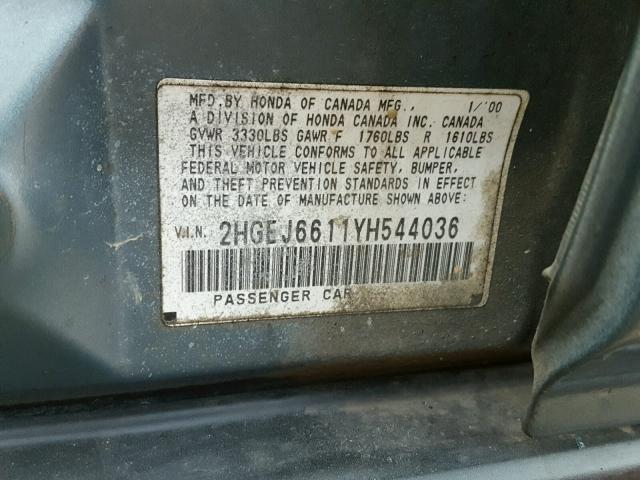 MFD.BY HONDA OF CANADA MFG., 1/'00
A DIVISION OF HONDA CANADA INC. CANADA
GVWR 3330LBS GAWR F 1760LBS R 1610LBS
THIS VEHICLE CONFORMS TO ALL APPLICABLE
FEDERAL MOTOR VEHICLE SAFETY, BUMPER,
AND THEFT PREVENTION STANDARDS IN EFFECT
ON THE DATE OF MANUFACTURE SHOWN ABOVE:
V.I.N. 2HGEJ6611YH544036
PASSENGER CAR